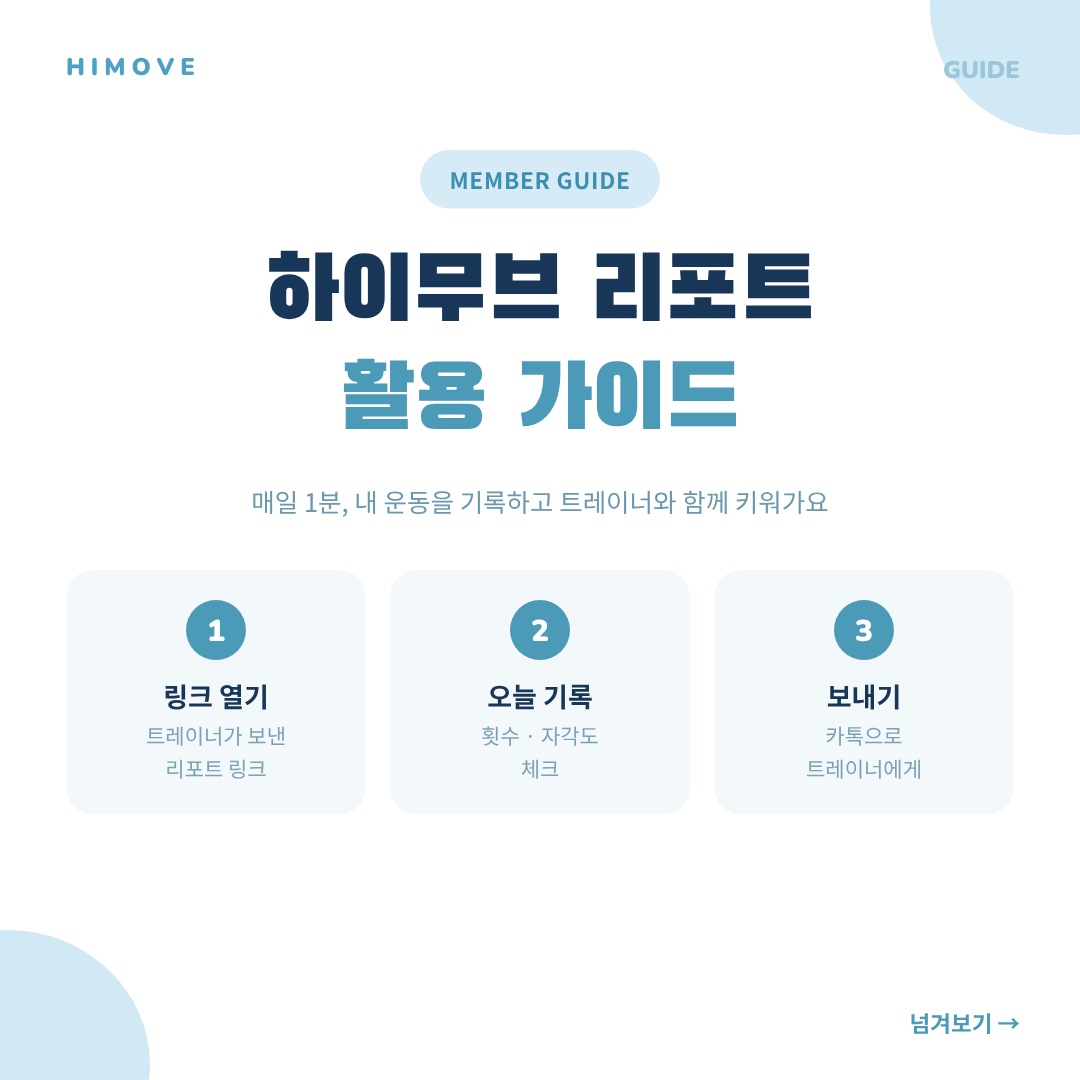 HIMOVE
GUIDE
MEMBER GUIDE
하이무브 리포트
활용 가이드
매일 1분, 내 운동을 기록하고 트레이너와 함께 키워가요
1
링크 열기
트레이너가 보낸
리포트 링크
2
오늘 기록
횟수 · 자각도
체크
3
보내기
카톡으로
트레이너에게
넘겨보기 →